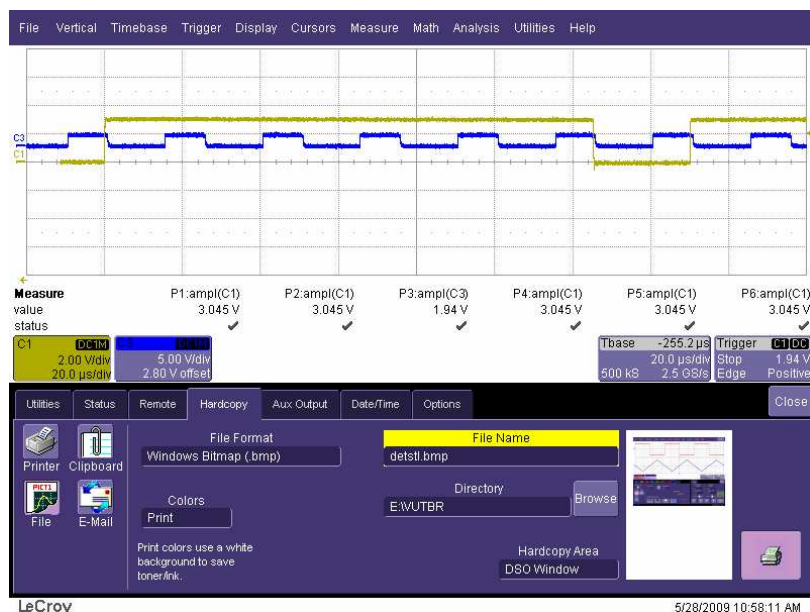 File Vertical Timebase Trigger Display Cursors Measure Math Analysis Utilities Help
C3
C1
Measure P1:ampl(C1) P2:ampl(C1) P3:ampl(C3) P4:ampl(C1) P5:ampl(C1) P6:ampl(C1)
value 3.045 V 3.045 V 1.94 V 3.045 V 3.045 V 3.045 V
status
C1 DC1M
2.00 V/div
20.0 µs/div
DC1M
5.00 V/div
2.80 V offset
Tbase -255.2 µs
20.0 µs/div
500 kS 2.5 GS/s
Trigger C1 DC
Stop 1.94 V
Edge Positive
Utilities Status Remote Hardcopy Aux Output Date/Time Options Close
Printer Clipboard
File E-Mail
File Format
Windows Bitmap (.bmp)
Colors
Print
Print colors use a white
background to save
toner/ink.
File Name
detstl.bmp
Directory
E:\VUTBR
Browse
Hardcopy Area
DSO Window
LeCroy 5/28/2009 10:58:11 AM